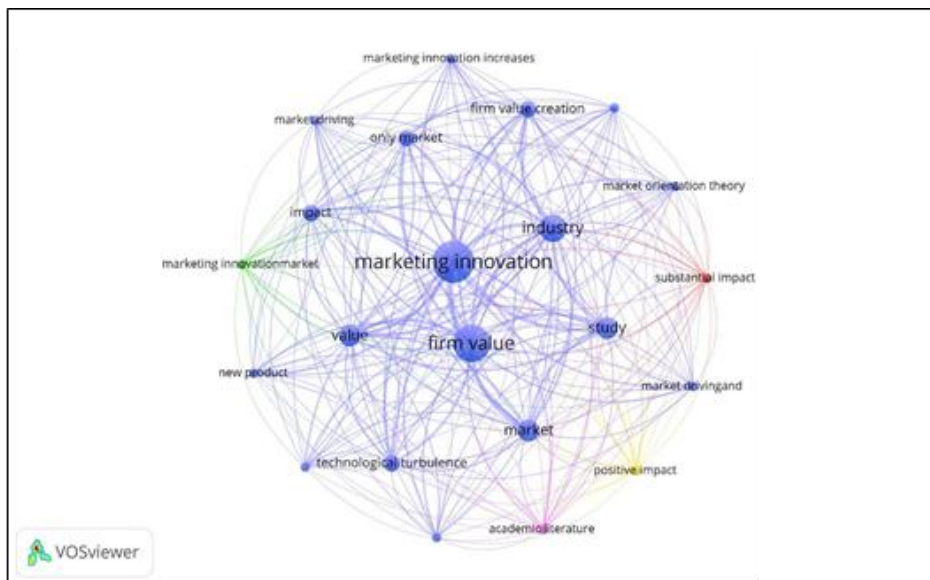 marketing innovation increases
firm value creation
market driving
only market
market orientation theory
impact
industry
marketing innovation
marketing innovationmarket
substantial impact
study
value
firm value
new product
market drivingand
market
technological turbulence
positive impact
academic literature
VOSviewer